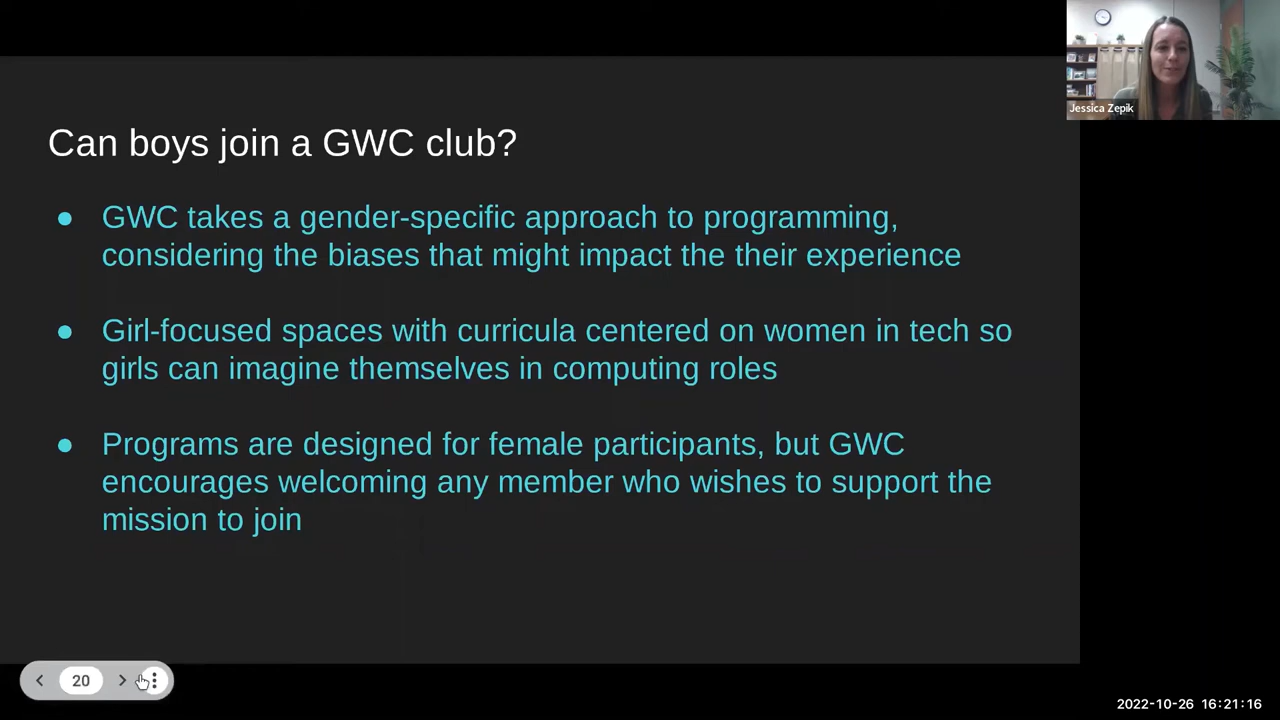 Jessica Zepik
Can boys join a GWC club?
● GWC takes a gender-specific approach to programming,
considering the biases that might impact the their experience
● Girl-focused spaces with curricula centered on women in tech so
girls can imagine themselves in computing roles
● Programs are designed for female participants, but GWC
encourages welcoming any member who wishes to support the
mission to join
20
2022-10-26 16:21:16